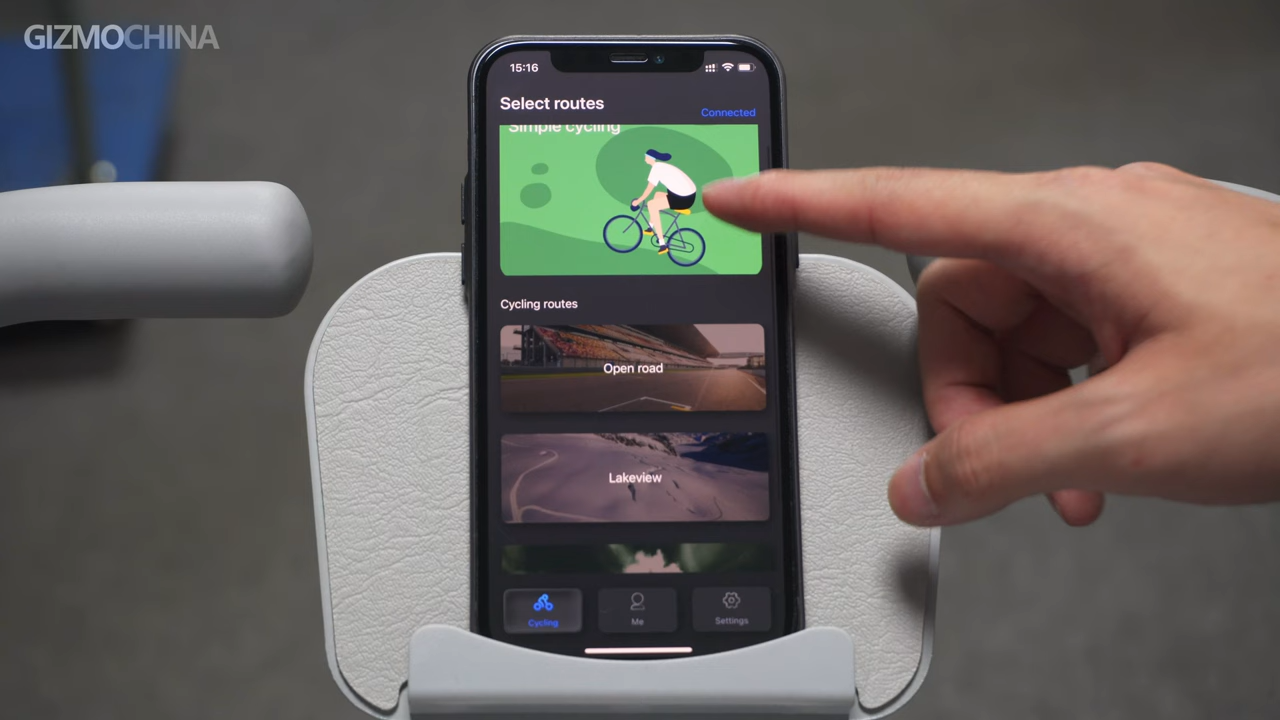 GIZMOCHINA
15:16
Select routes
Connected
Simple cycling
Cycling routes
Open road
Lakeview
Cycling
Me
Settings